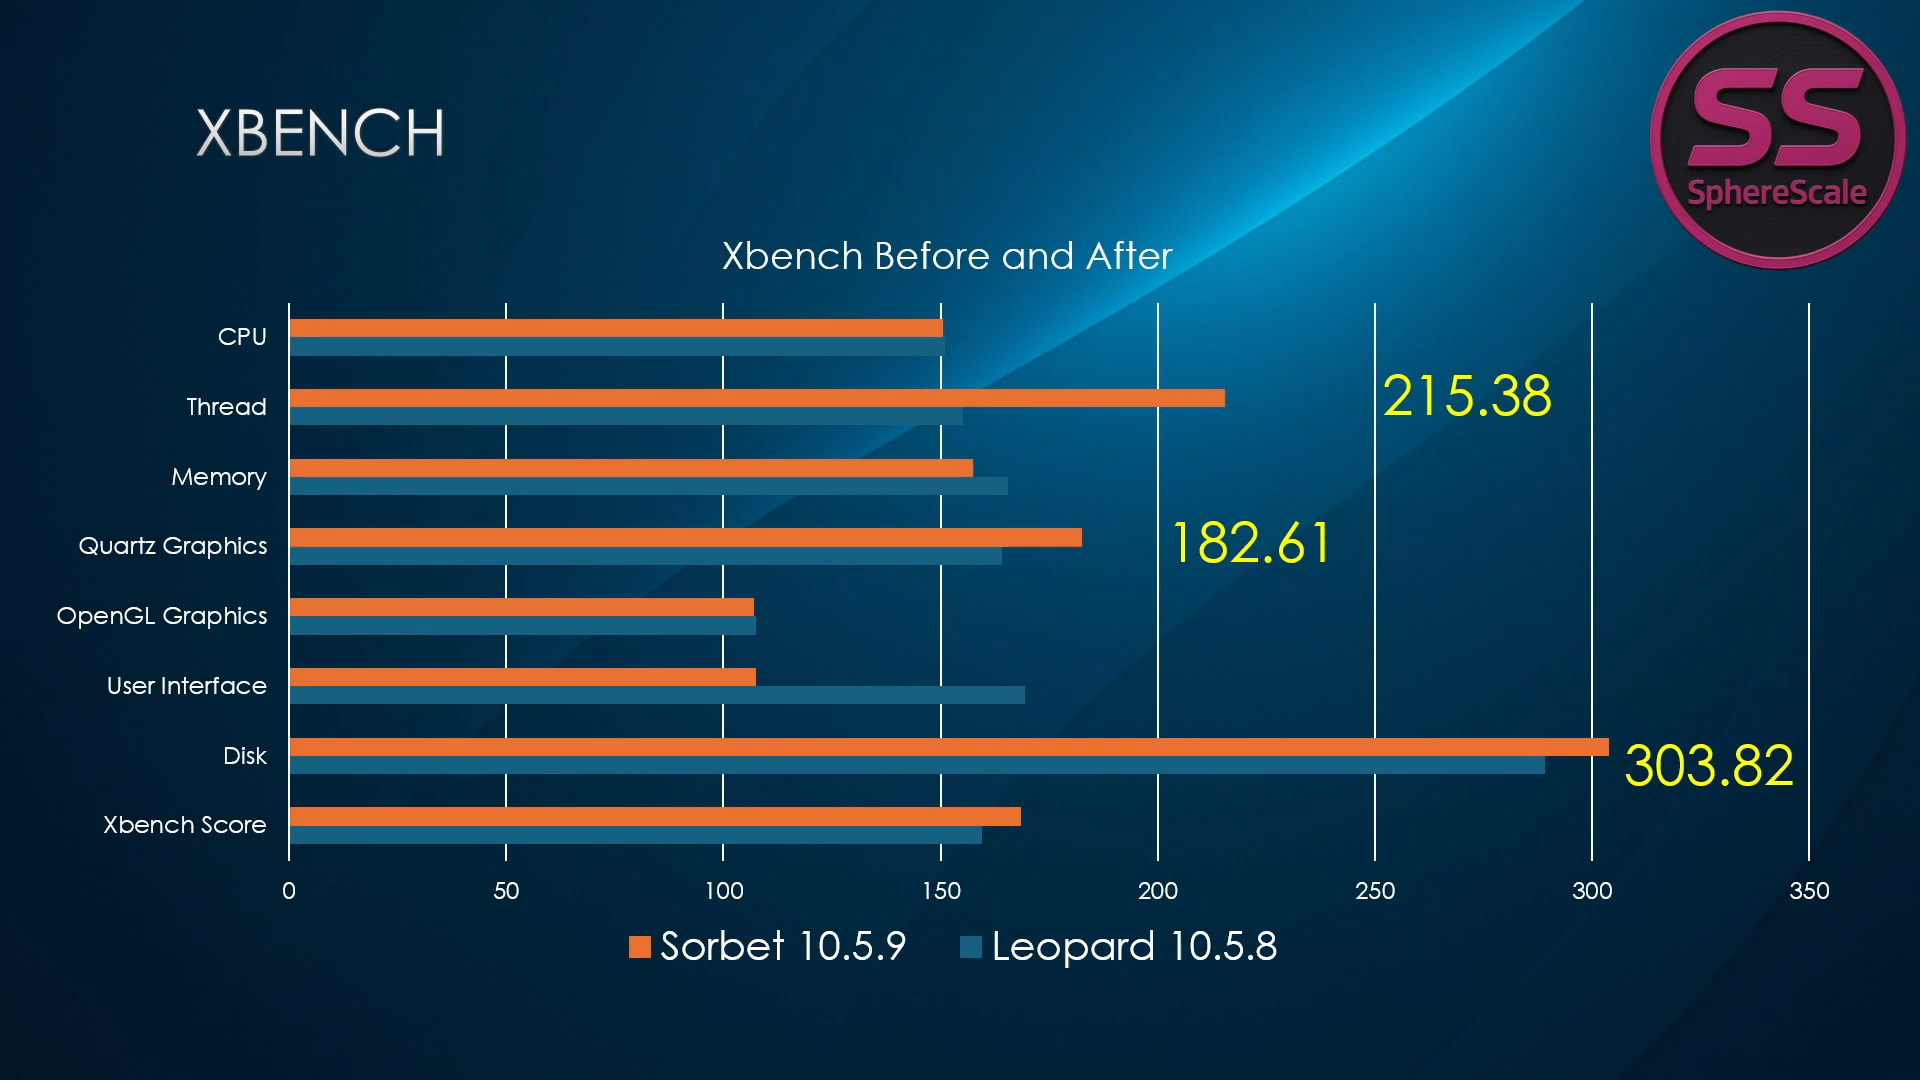 XBENCH
SS
SphereScale
Xbench Before and After
CPU
Thread
215.38
Memory
Quartz Graphics
182.61
OpenGL Graphics
User Interface
Disk
303.82
Xbench Score
0 50 100 150 200 250 300 350
Sorbet 10.5.9 Leopard 10.5.8